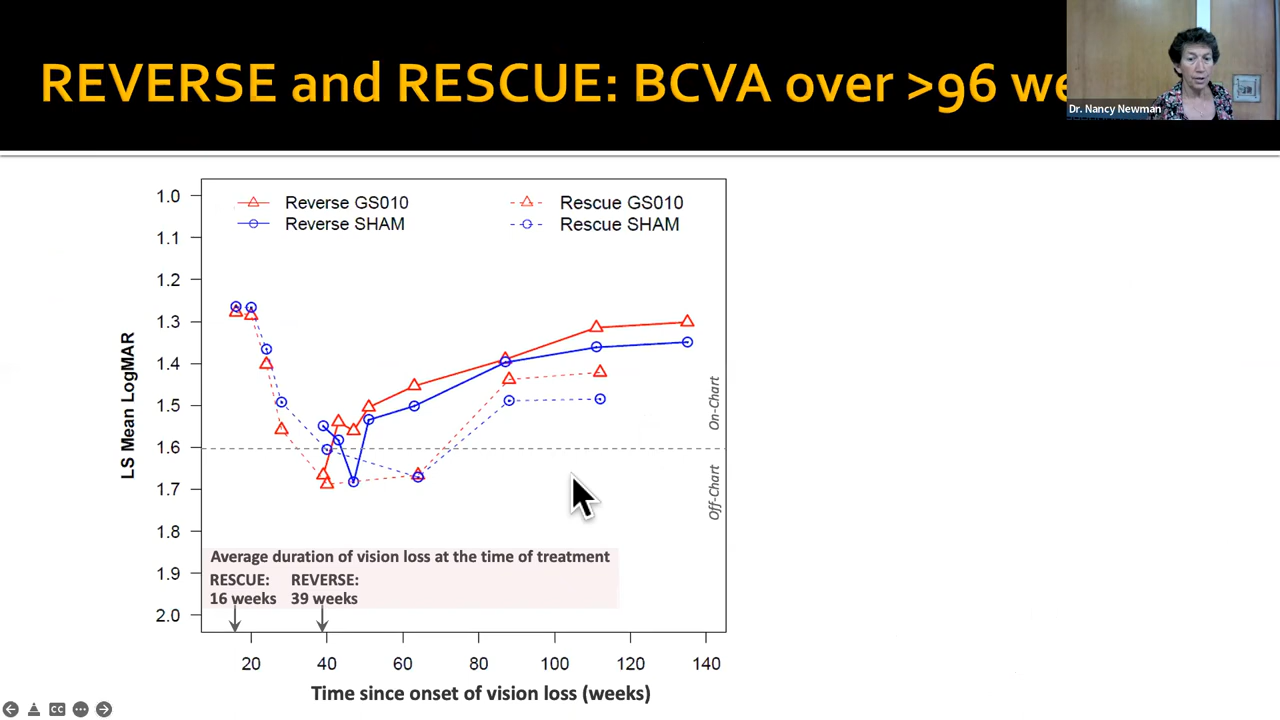 REVERSE and RESCUE: BCVA over >96 we
Dr. Nancy Newman
Reverse GS010
Rescue GS010
Reverse SHAM
Rescue SHAM
LS Mean LogMAR
1.0
1.1
1.2
1.3
1.4
1.5
1.6
1.7
1.8
1.9
2.0
On-Chart
Off-Chart
Average duration of vision loss at the time of treatment
RESCUE: REVERSE:
16 weeks 39 weeks
20 40 60 80 100 120 140
Time since onset of vision loss (weeks)
CC